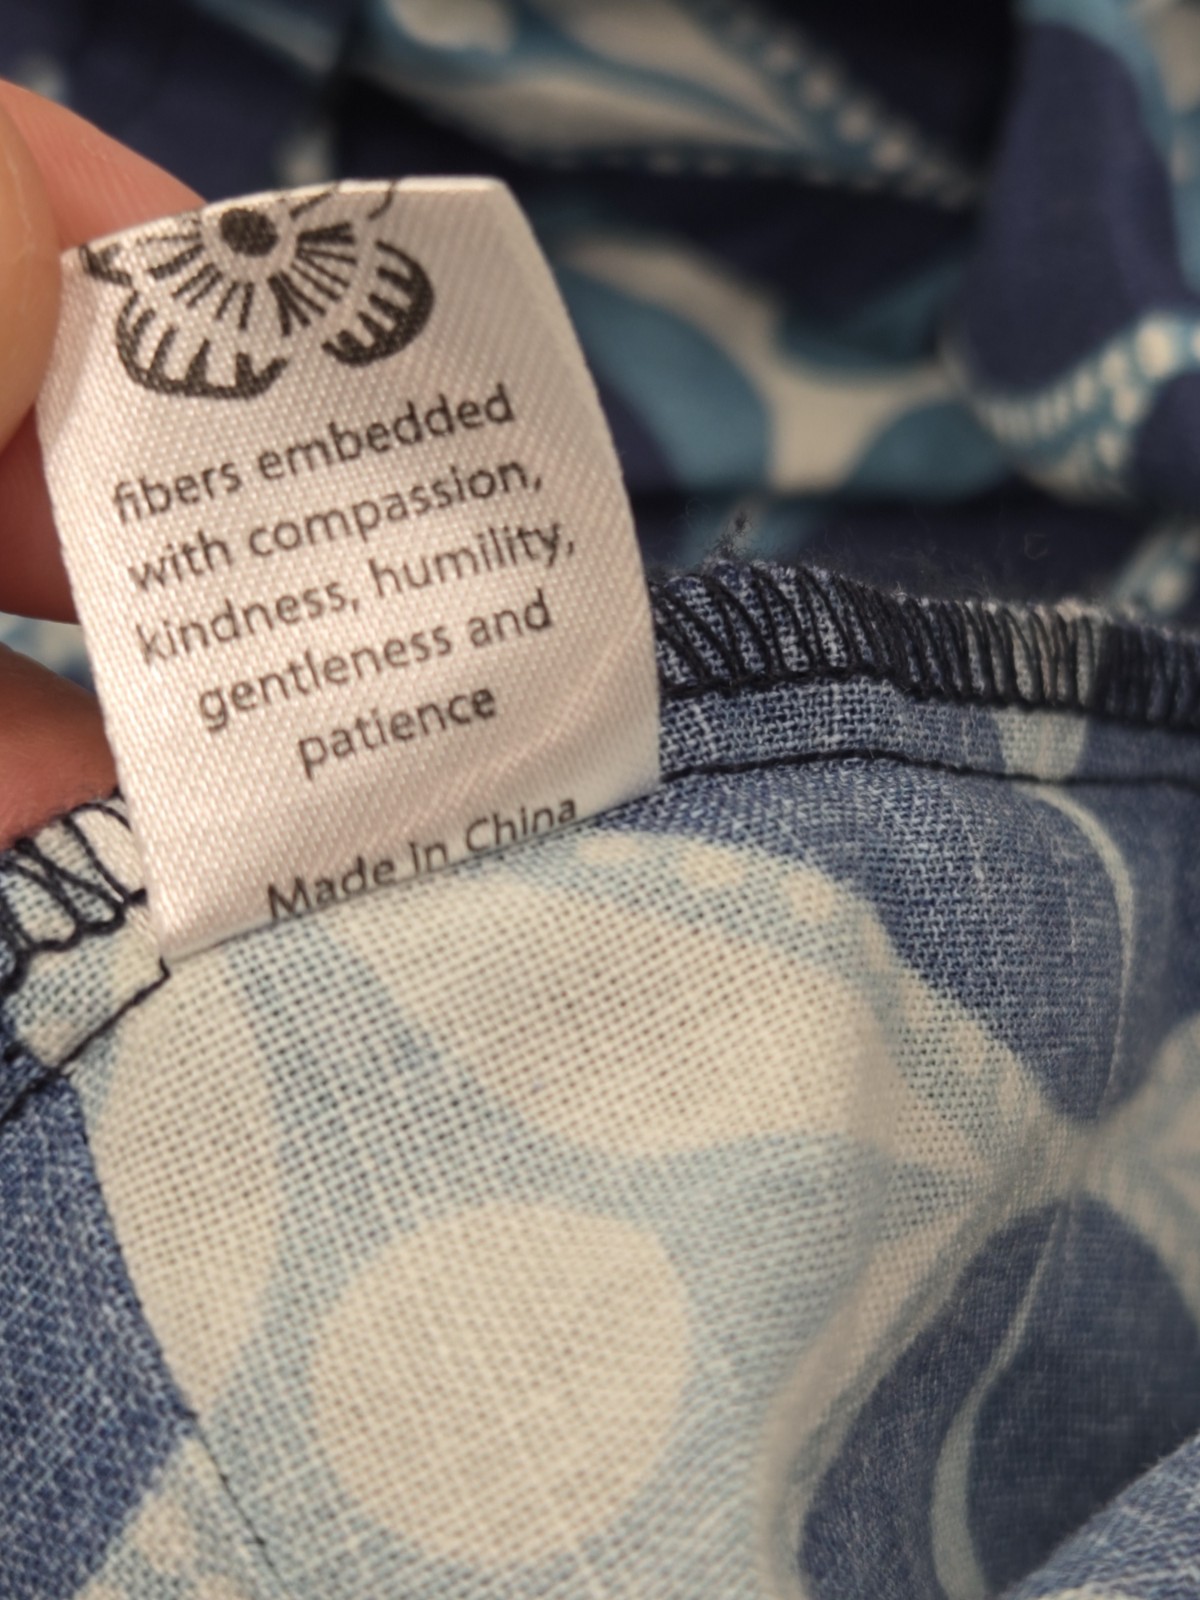 fibers embedded
with compassion,
kindness, humility,
gentleness and
patience
Made in China